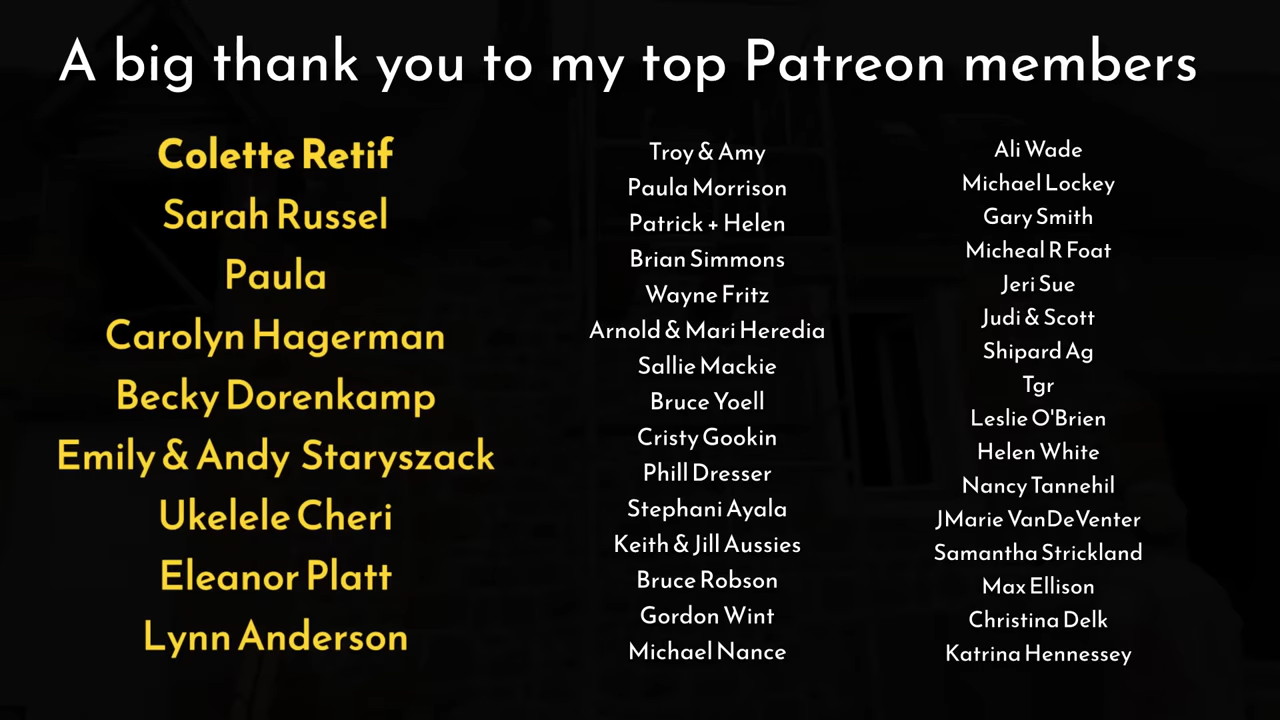 A big thank you to my top Patreon members
Colette Retif
Sarah Russel
Paula
Carolyn Hagerman
Becky Dorenkamp
Emily & Andy Staryszack
Ukelele Cheri
Eleanor Platt
Lynn Anderson
Troy & Amy
Paula Morrison
Patrick + Helen
Brian Simmons
Wayne Fritz
Arnold & Mari Heredia
Sallie Mackie
Bruce Yoell
Cristy Gookin
Phill Dresser
Stephani Ayala
Keith & Jill Aussies
Bruce Robson
Gordon Wint
Michael Nance
Ali Wade
Michael Lockey
Gary Smith
Micheal R Foat
Jeri Sue
Judi & Scott
Shipard Ag
Tgr
Leslie O'Brien
Helen White
Nancy Tannehil
JMarie VanDeVenter
Samantha Strickland
Max Ellison
Christina Delk
Katrina Hennessey